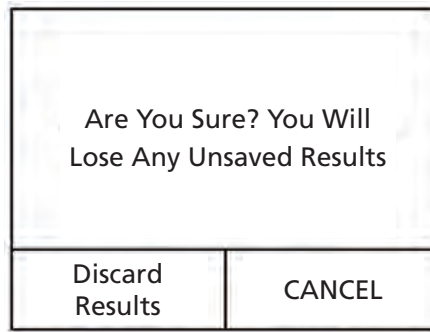 Are You Sure? You Will
Lose Any Unsaved Results
Discard
Results
CANCEL